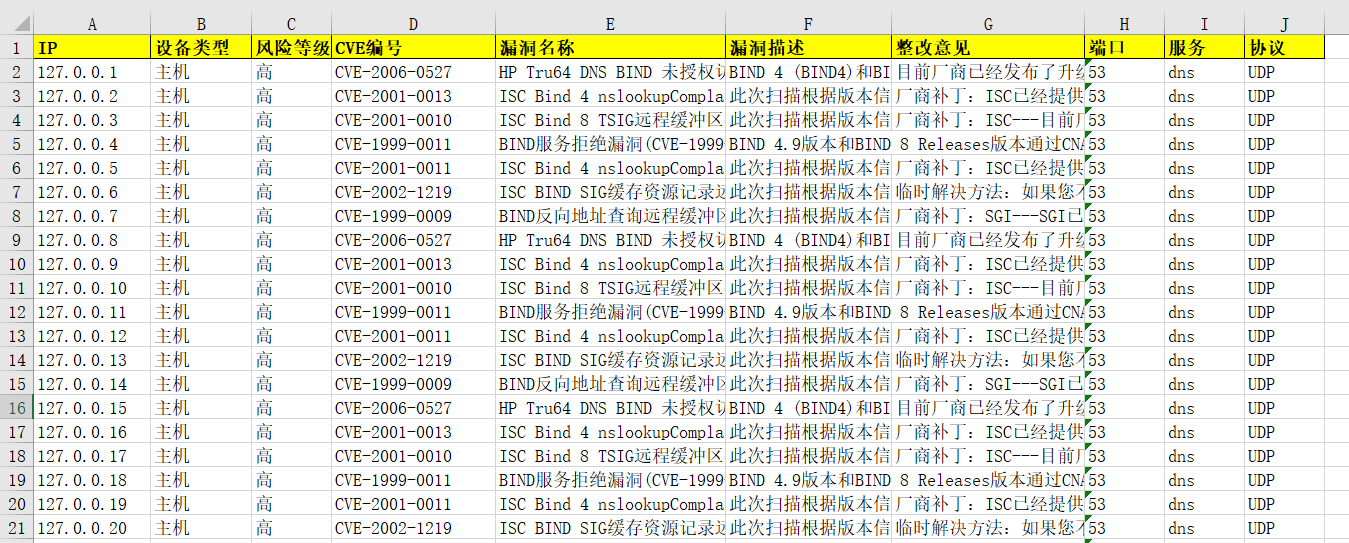 A B C D E F G H I J
1 IP 设备类型 风险等级 CVE编号 漏洞名称 漏洞描述 整改意见 端口 服务 协议
2 127.0.0.1 主机 高 CVE-2006-0527 HP Tru64 DNS BIND 未授权 BIND 4 (BIND4)和BI 目前厂商已经发布了升级 53 dns UDP
3 127.0.0.2 主机 高 CVE-2001-0013 ISC Bind 4 nslookupCompla 此次扫描根据版本信 厂商补丁：ISC已经提供 53 dns UDP
4 127.0.0.3 主机 高 CVE-2001-0010 ISC Bind 8 TSIG远程缓冲区 此次扫描根据版本信 厂商补丁：ISC---目前 53 dns UDP
5 127.0.0.4 主机 高 CVE-1999-0011 BIND服务拒绝漏洞(CVE-1999 BIND 4.9版本和BIND 8 Releases版本通过CNA 53 dns UDP
6 127.0.0.5 主机 高 CVE-2001-0011 ISC Bind 4 nslookupCompla 此次扫描根据版本信 厂商补丁：ISC已经提供 53 dns UDP
7 127.0.0.6 主机 高 CVE-2002-1219 ISC BIND SIG缓存资源记录 此次扫描根据版本信 临时解决方法：如果您不 53 dns UDP
8 127.0.0.7 主机 高 CVE-1999-0009 BIND反向地址查询远程缓冲区 此次扫描根据版本信 厂商补丁：SGI---SGI已 53 dns UDP
9 127.0.0.8 主机 高 CVE-2006-0527 HP Tru64 DNS BIND 未授权 BIND 4 (BIND4)和BI 目前厂商已经发布了升级 53 dns UDP
10 127.0.0.9 主机 高 CVE-2001-0013 ISC Bind 4 nslookupCompla 此次扫描根据版本信 厂商补丁：ISC已经提供 53 dns UDP
11 127.0.0.10 主机 高 CVE-2001-0010 ISC Bind 8 TSIG远程缓冲区 此次扫描根据版本信 厂商补丁：ISC---目前 53 dns UDP
12 127.0.0.11 主机 高 CVE-1999-0011 BIND服务拒绝漏洞(CVE-1999 BIND 4.9版本和BIND 8 Releases版本通过CNA 53 dns UDP
13 127.0.0.12 主机 高 CVE-2001-0011 ISC Bind 4 nslookupCompla 此次扫描根据版本信 厂商补丁：ISC已经提供 53 dns UDP
14 127.0.0.13 主机 高 CVE-2002-1219 ISC BIND SIG缓存资源记录 此次扫描根据版本信 临时解决方法：如果您不 53 dns UDP
15 127.0.0.14 主机 高 CVE-1999-0009 BIND反向地址查询远程缓冲区 此次扫描根据版本信 厂商补丁：SGI---SGI已 53 dns UDP
16 127.0.0.15 主机 高 CVE-2006-0527 HP Tru64 DNS BIND 未授权 BIND 4 (BIND4)和BI 目前厂商已经发布了升级 53 dns UDP
17 127.0.0.16 主机 高 CVE-2001-0013 ISC Bind 4 nslookupCompla 此次扫描根据版本信 厂商补丁：ISC已经提供 53 dns UDP
18 127.0.0.17 主机 高 CVE-2001-0010 ISC Bind 8 TSIG远程缓冲区 此次扫描根据版本信 厂商补丁：ISC---目前 53 dns UDP
19 127.0.0.18 主机 高 CVE-1999-0011 BIND服务拒绝漏洞(CVE-1999 BIND 4.9版本和BIND 8 Releases版本通过CNA 53 dns UDP
20 127.0.0.19 主机 高 CVE-2001-0011 ISC Bind 4 nslookupCompla 此次扫描根据版本信 厂商补丁：ISC已经提供 53 dns UDP
21 127.0.0.20 主机 高 CVE-2002-1219 ISC BIND SIG缓存资源记录 此次扫描根据版本信 临时解决方法：如果您不 53 dns UDP